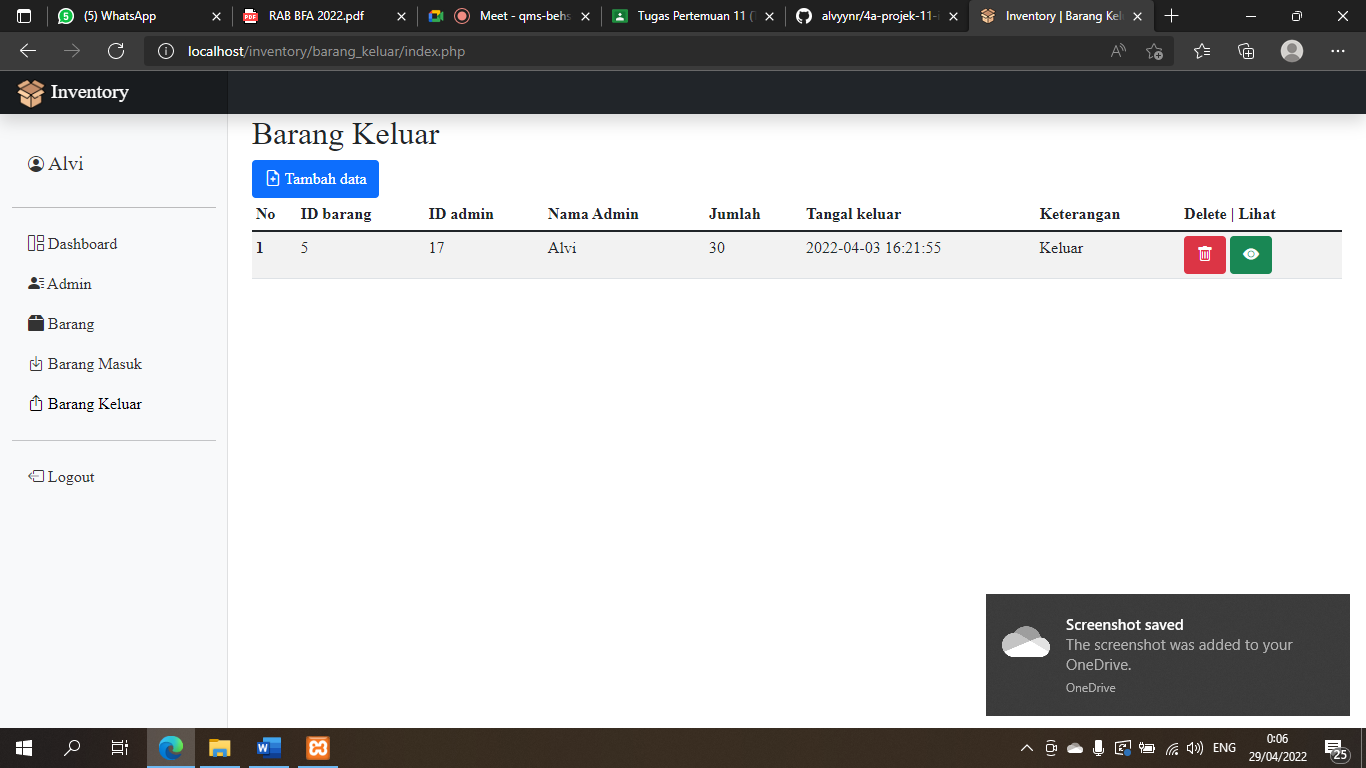 (5) WhatsApp
RAB BFA 2022.pdf
Meet - qms-behs
Tugas Pertemuan 11 (
alvyynr/4a-projek-11-
Inventory | Barang Kel
localhost/inventory/barang_keluar/index.php
Inventory
Barang Keluar
Alvi
Tambah data
No ID barang ID admin Nama Admin Jumlah Tangal keluar Keterangan Delete | Lihat
1 5 17 Alvi 30 2022-04-03 16:21:55 Keluar
Dashboard
Admin
Barang
Barang Masuk
Barang Keluar
Logout
Screenshot saved
The screenshot was added to your
OneDrive.
OneDrive
ENG
0:06
29/04/2022
25